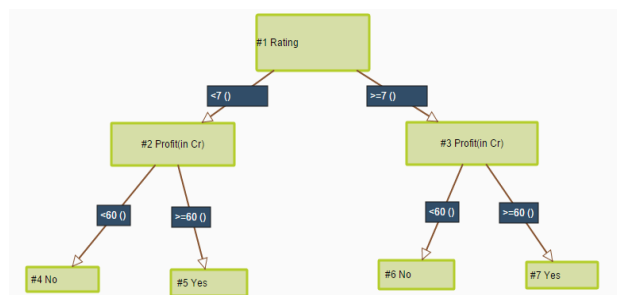 #1 Rating
<7 ()
>=7 ()
#2 Profit(in Cr)
#3 Profit(in Cr)
<60 ()
>=60 ()
<60 ()
>=60 ()
#4 No
#5 Yes
#6 No
#7 Yes